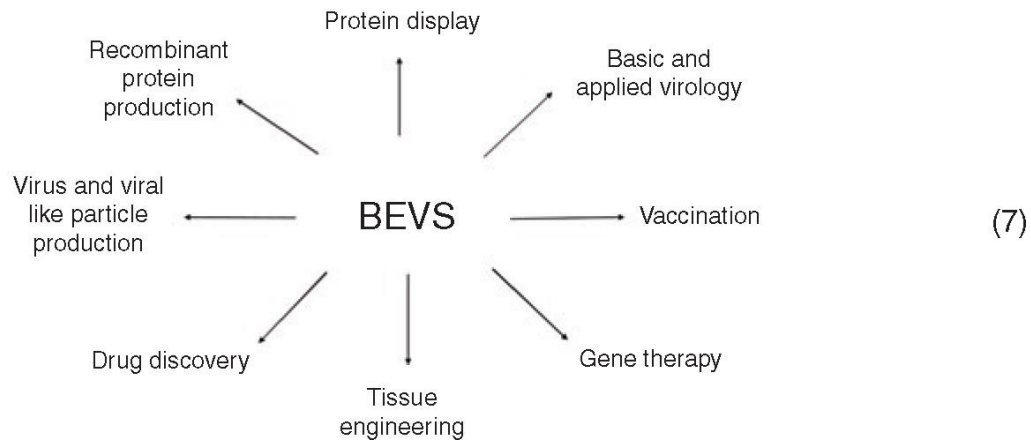 Protein display
Recombinant
protein
production
Basic and
applied virology
Virus and viral
like particle
production
BEVS
Vaccination
(7)
Drug discovery
Tissue
engineering
Gene therapy